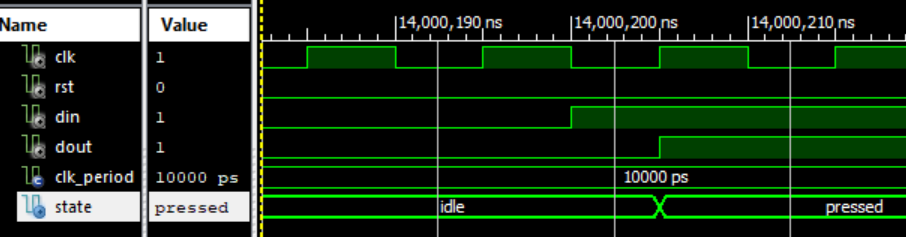 Name Value 14,000,190 ns 14,000,200 ns 14,000,210 ns
clk 1
rst 0
din 1
dout 1
clk_period 10000 ps 10000 ps
state pressed idle pressed